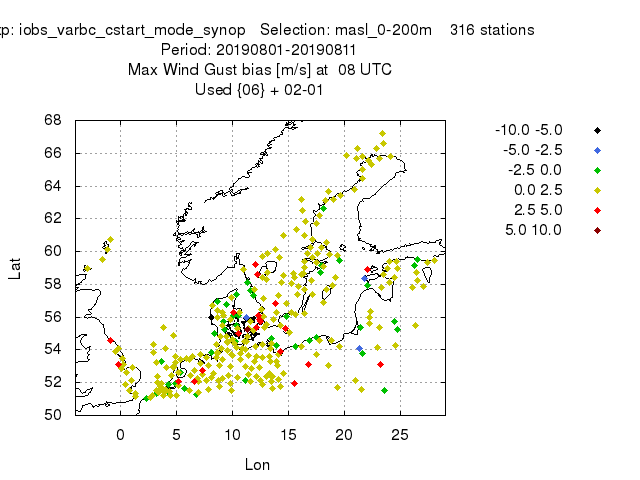 p: iobs_varbc_cstart_mode_synop   Selection: masl_0-200m    316 stations
Period: 20190801-20190811
Max Wind Gust bias [m/s] at  08 UTC
Used {06} + 02-01
-10.0 -5.0
-5.0 -2.5
-2.5 0.0
0.0 2.5
2.5 5.0
5.0 10.0
68
66
64
62
60
58
56
54
52
50
Lat
0 5 10 15 20 25
Lon